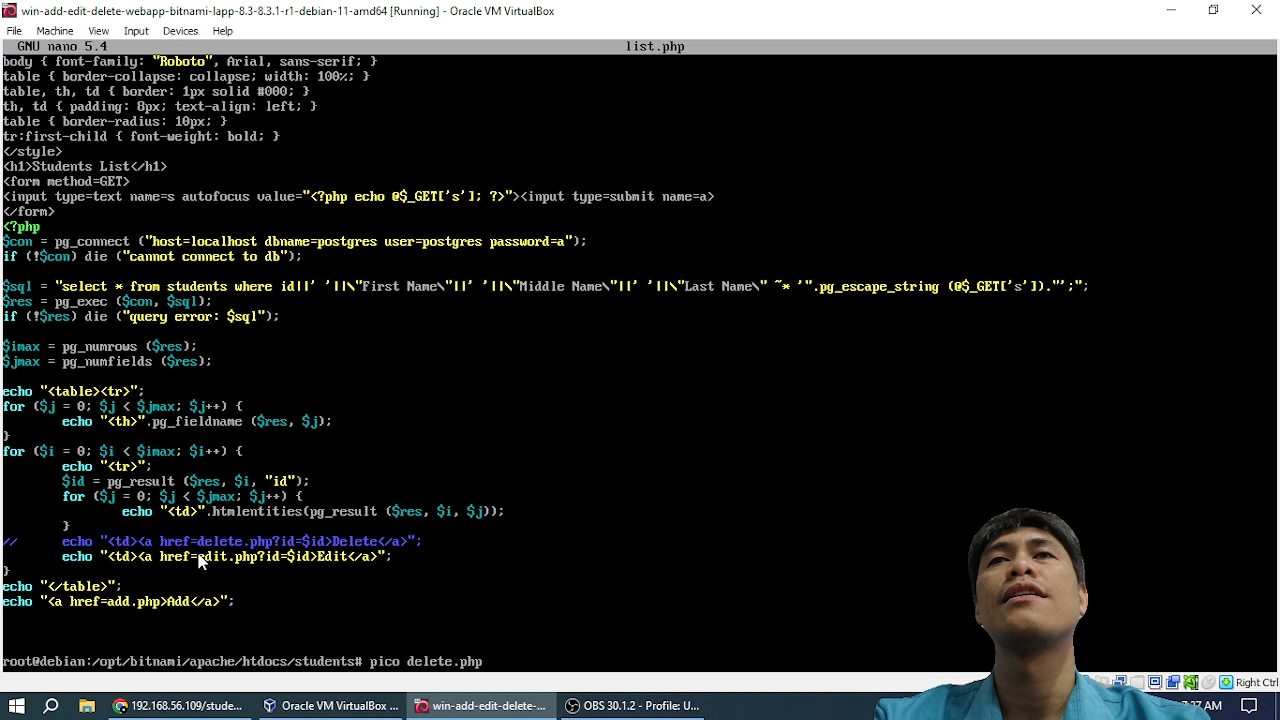 win-add-edit-delete-webapp-bitnami-lapp-8.3-8.3.1-r1-debian-11-amd64 [Running] - Oracle VM VirtualBox
File Machine View Input Devices Help
GNU nano 5.4 list.php
body { font-family: "Roboto", Arial, sans-serif; }
table { border-collapse: collapse; width: 100%; }
table, th, td { border: 1px solid #000; }
th, td { padding: 8px; text-align: left; }
table { border-radius: 10px; }
tr:first-child { font-weight: bold; }
</style>
<h1>Students List</h1>
<form method=GET>
<input type=text name=s autofocus value="<?php echo @$_GET['s']; ?>"><input type=submit name=a>
</form>
<?php
$con = pg_connect ("host=localhost dbname=postgres user=postgres password=a");
if (!$con) die ("cannot connect to db");
$sql = "select * from students where id||' '||\"First Name\"||' '||\"Middle Name\"||' '||\"Last Name\" ~* '".pg_escape_string (@$_GET['s'])."';";
$res = pg_exec ($con, $sql);
if (!$res) die ("query error: $sql");
$imax = pg_numrows ($res);
$jmax = pg_numfields ($res);
echo "<table><tr>";
for ($j = 0; $j < $jmax; $j++) {
echo "<th>".pg_fieldname ($res, $j);
}
for ($i = 0; $i < $imax; $i++) {
echo "<tr>";
$id = pg_result ($res, $i, "id");
for ($j = 0; $j < $jmax; $j++) {
echo "<td>".htmlentities(pg_result ($res, $i, $j));
}
// echo "<td><a href=delete.php?id=$id>Delete</a>";
echo "<td><a href=edit.php?id=$id>Edit</a>";
}
echo "</table>";
echo "<a href=add.php>Add</a>";
root@debian:/opt/bitnami/apache/htdocs/students# pico delete.php
Right Ctrl
192.168.56.109/stude... Oracle VM VirtualBox ... win-add-edit-delete-... OBS 30.1.2 - Profile: U... 7:27 AM